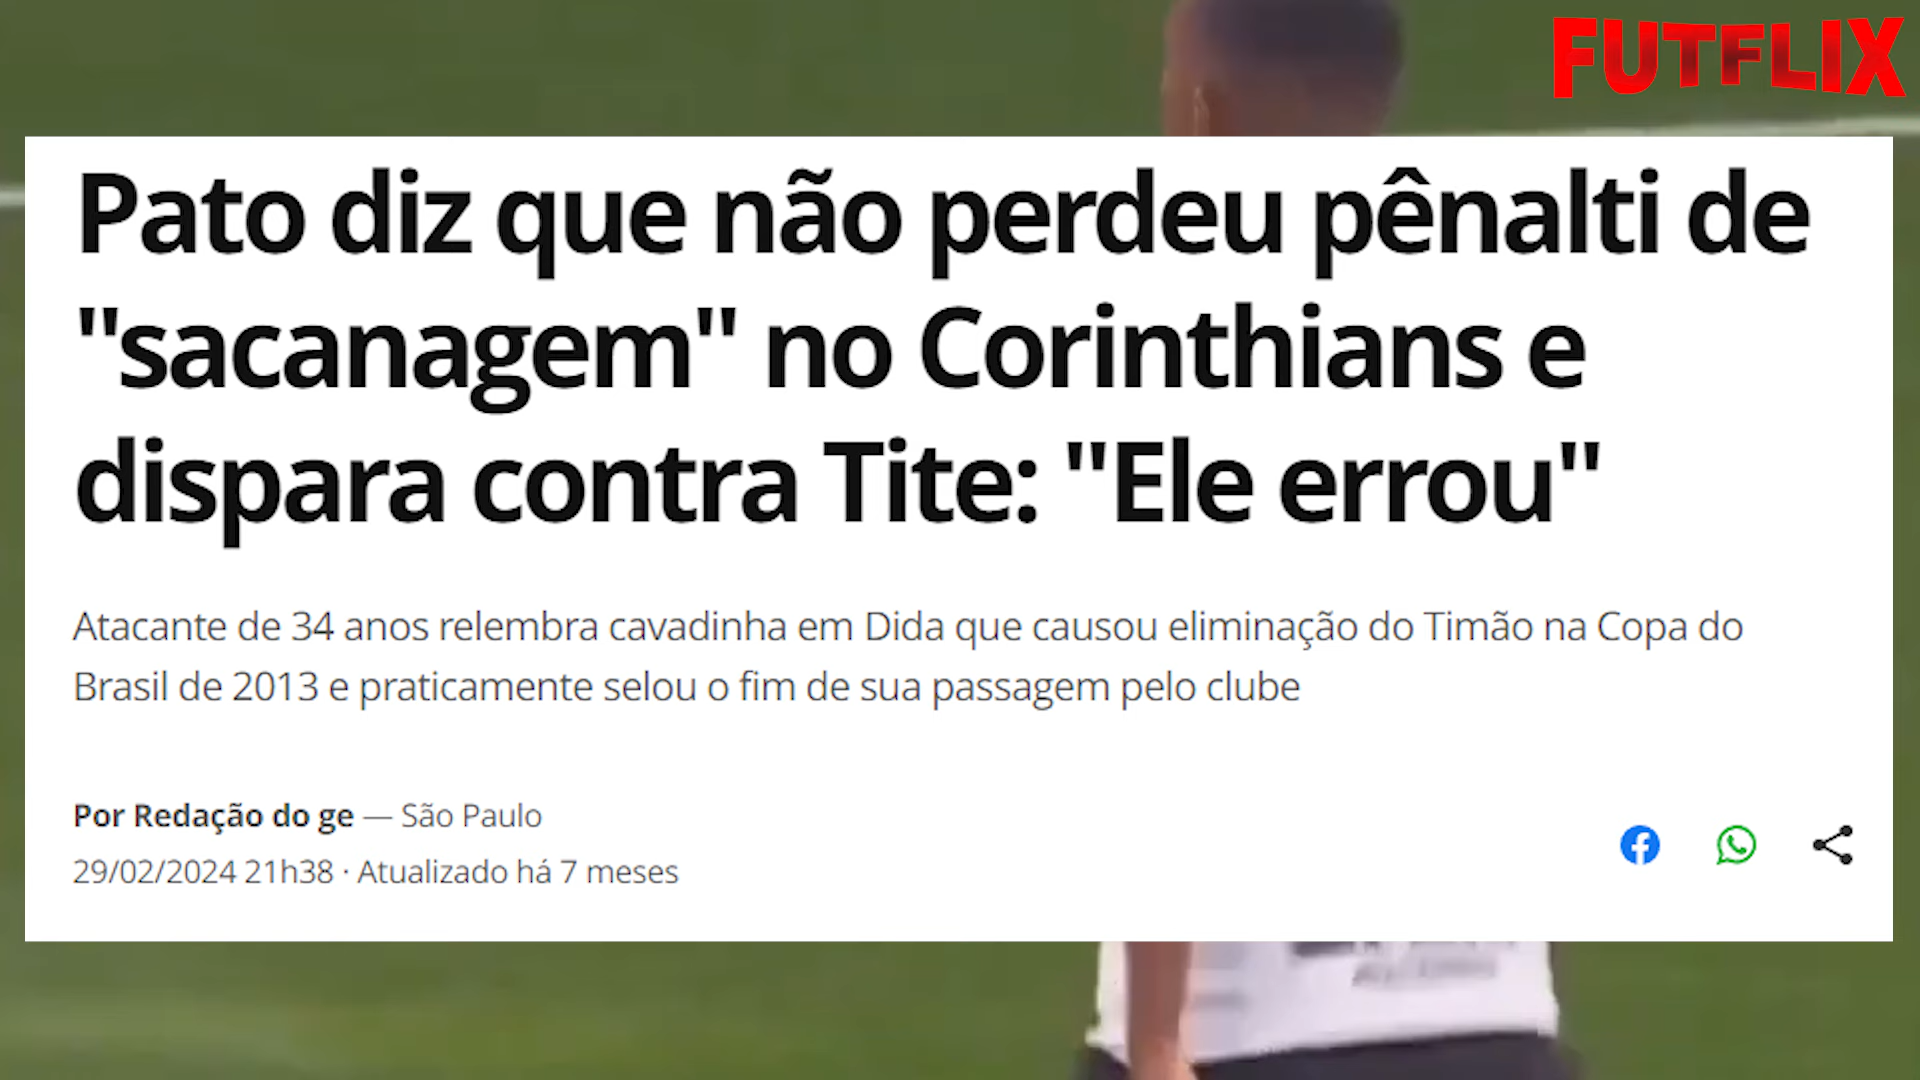 FUTFLIX
Pato diz que não perdeu pênalti de
"sacanagem" no Corinthians e
dispara contra Tite: "Ele errou"
Atacante de 34 anos relembra cavadinha em Dida que causou eliminação do Timão na Copa do
Brasil de 2013 e praticamente selou o fim de sua passagem pelo clube
Por Redação do ge — São Paulo
29/02/2024 21h38 · Atualizado há 7 meses